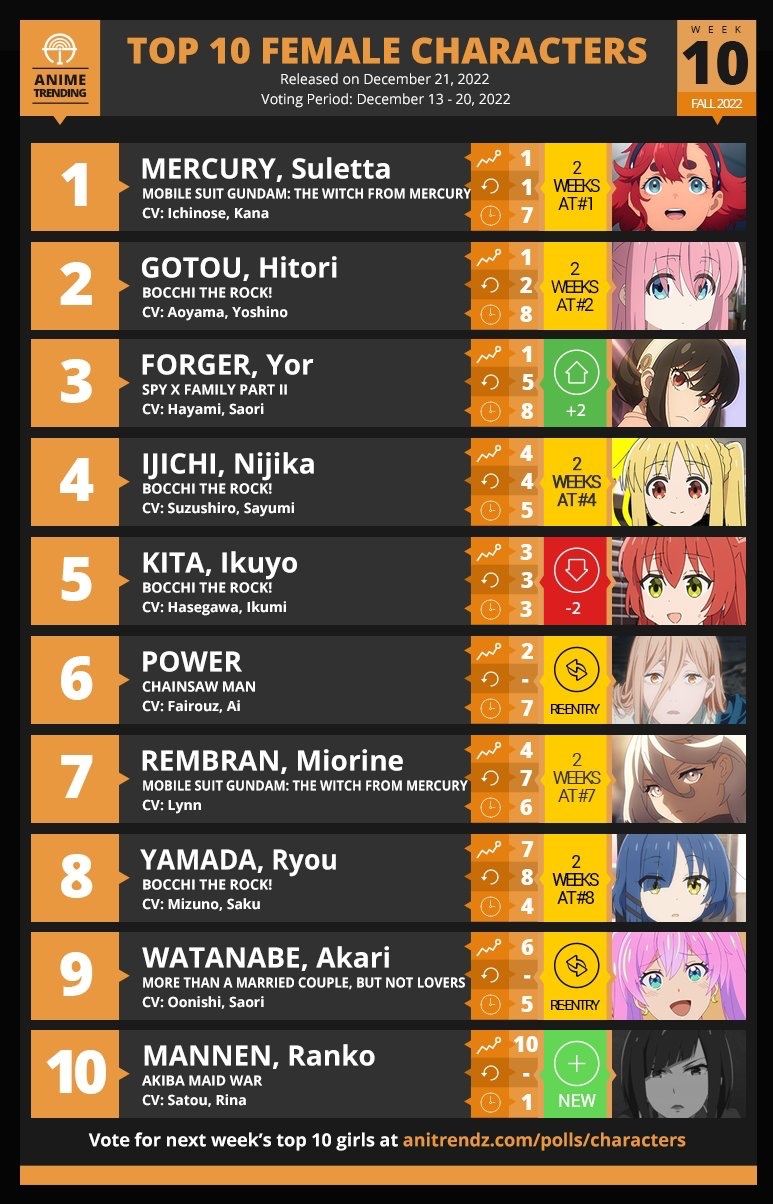 ANIME
TRENDING
TOP 10 FEMALE CHARACTERS
Released on December 21, 2022
Voting Period: December 13 - 20, 2022
WEEK
10
FALL 2022
1
MERCURY, Suletta
MOBILE SUIT GUNDAM: THE WITCH FROM MERCURY
CV: Ichinose, Kana
1
1
7
2
WEEKS
AT #1
2
GOTOU, Hitori
BOCCHI THE ROCK!
CV: Aoyama, Yoshino
1
2
8
2
WEEKS
AT #2
3
FORGER, Yor
SPY X FAMILY PART II
CV: Hayami, Saori
1
5
8
+2
4
IJICHI, Nijika
BOCCHI THE ROCK!
CV: Suzushiro, Sayumi
4
4
5
2
WEEKS
AT #4
5
KITA, Ikuyo
BOCCHI THE ROCK!
CV: Hasegawa, Ikumi
3
3
3
-2
6
POWER
CHAINSAW MAN
CV: Fairouz, Ai
2
-
7
RE-ENTRY
7
REMBRAN, Miorine
MOBILE SUIT GUNDAM: THE WITCH FROM MERCURY
CV: Lynn
4
7
6
2
WEEKS
AT #7
8
YAMADA, Ryou
BOCCHI THE ROCK!
CV: Mizuno, Saku
7
8
4
2
WEEKS
AT #8
9
WATANABE, Akari
MORE THAN A MARRIED COUPLE, BUT NOT LOVERS
CV: Oonishi, Saori
6
-
5
RE-ENTRY
10
MANNEN, Ranko
AKIBA MAID WAR
CV: Satou, Rina
10
-
1
NEW
Vote for next week's top 10 girls at anitrendz.com/polls/characters